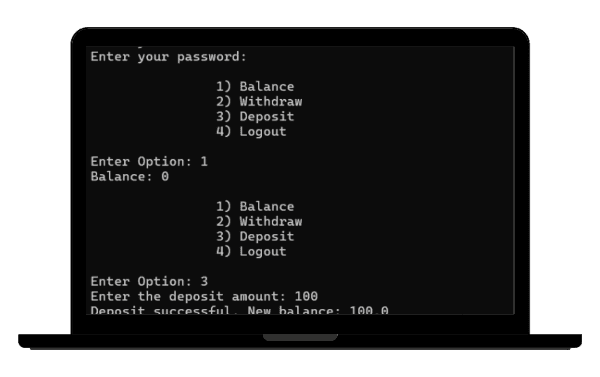 Enter your password:
1) Balance
2) Withdraw
3) Deposit
4) Logout
Enter Option: 1
Balance: 0
1) Balance
2) Withdraw
3) Deposit
4) Logout
Enter Option: 3
Enter the deposit amount: 100
Deposit successful. New balance: 100.0